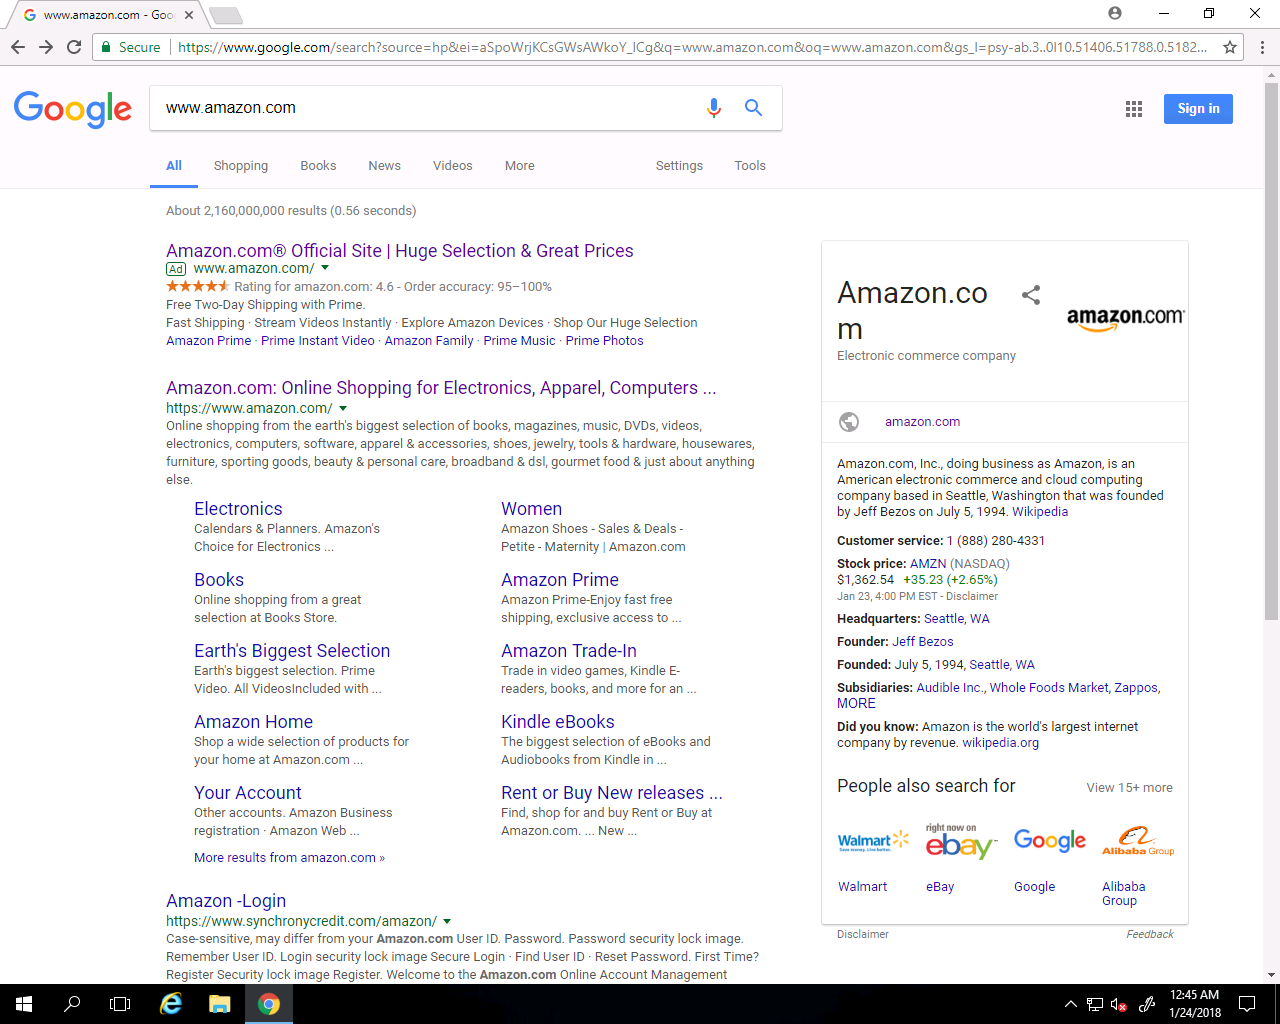 www.amazon.com - Goo
Secure
https://www.google.com/search?source=hp&ei=aSpoWrjKCsGWsAWkoY_ICg&q=www.amazon.com&oq=www.amazon.com&gs_l=psy-ab.3..0l10.51406.51788.0.5182...
Google
www.amazon.com
Sign in
All Shopping Books News Videos More Settings Tools
About 2,160,000,000 results (0.56 seconds)
Amazon.com® Official Site | Huge Selection & Great Prices
Ad www.amazon.com/
Rating for amazon.com: 4.6 - Order accuracy: 95–100%
Free Two-Day Shipping with Prime.
Fast Shipping · Stream Videos Instantly · Explore Amazon Devices · Shop Our Huge Selection
Amazon Prime · Prime Instant Video · Amazon Family · Prime Music · Prime Photos
Amazon.com: Online Shopping for Electronics, Apparel, Computers ...
https://www.amazon.com/
Online shopping from the earth's biggest selection of books, magazines, music, DVDs, videos,
electronics, computers, software, apparel & accessories, shoes, jewelry, tools & hardware, housewares,
furniture, sporting goods, beauty & personal care, broadband & dsl, gourmet food & just about anything
else.
Electronics
Calendars & Planners. Amazon's
Choice for Electronics ...
Women
Amazon Shoes - Sales & Deals -
Petite - Maternity | Amazon.com
Books
Online shopping from a great
selection at Books Store.
Amazon Prime
Amazon Prime-Enjoy fast free
shipping, exclusive access to ...
Earth's Biggest Selection
Earth's biggest selection. Prime
Video. All VideosIncluded with ...
Amazon Trade-In
Trade in video games, Kindle E-
readers, books, and more for an ...
Amazon Home
Shop a wide selection of products for
your home at Amazon.com ...
Kindle eBooks
The biggest selection of eBooks and
Audiobooks from Kindle in ...
Your Account
Other accounts. Amazon Business
registration · Amazon Web ...
Rent or Buy New releases ...
Find, shop for and buy Rent or Buy at
Amazon.com. ... New ...
More results from amazon.com »
Amazon -Login
https://www.synchronycredit.com/amazon/
Case-sensitive, may differ from your Amazon.com User ID. Password. Password security lock image.
Remember User ID. Login security lock image Secure Login · Find User ID · Reset Password. First Time?
Register Security lock image Register. Welcome to the Amazon.com Online Account Management
Amazon.co
m
Electronic commerce company
amazon.com
amazon.com
Amazon.com, Inc., doing business as Amazon, is an
American electronic commerce and cloud computing
company based in Seattle, Washington that was founded
by Jeff Bezos on July 5, 1994. Wikipedia
Customer service: 1 (888) 280-4331
Stock price: AMZN (NASDAQ)
$1,362.54 +35.23 (+2.65%)
Jan 23, 4:00 PM EST - Disclaimer
Headquarters: Seattle, WA
Founder: Jeff Bezos
Founded: July 5, 1994, Seattle, WA
Subsidiaries: Audible Inc., Whole Foods Market, Zappos,
MORE
Did you know: Amazon is the world's largest internet
company by revenue. wikipedia.org
People also search for
View 15+ more
Walmart
Save money. Live better.
right now on
ebay
Google
Alibaba Group
Walmart
eBay
Google
Alibaba
Group
Disclaimer
Feedback
12:45 AM
1/24/2018